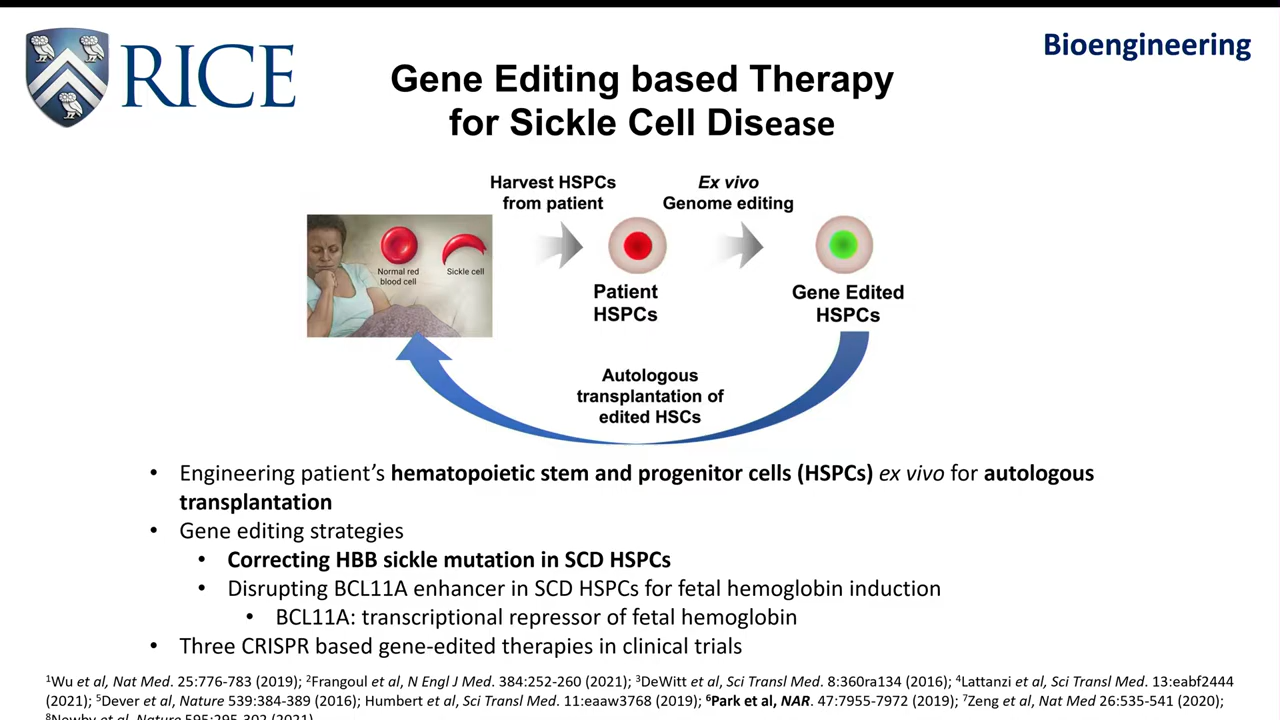 RICE
Bioengineering
Gene Editing based Therapy
for Sickle Cell Disease
Harvest HSPCs
from patient
Ex vivo
Genome editing
Normal red
blood cell
Sickle cell
Patient
HSPCs
Gene Edited
HSPCs
Autologous
transplantation of
edited HSCs
• Engineering patient's hematopoietic stem and progenitor cells (HSPCs) ex vivo for autologous
transplantation
• Gene editing strategies
• Correcting HBB sickle mutation in SCD HSPCs
• Disrupting BCL11A enhancer in SCD HSPCs for fetal hemoglobin induction
• BCL11A: transcriptional repressor of fetal hemoglobin
• Three CRISPR based gene-edited therapies in clinical trials
¹Wu et al, Nat Med. 25:776-783 (2019); ²Frangoul et al, N Engl J Med. 384:252-260 (2021); ³DeWitt et al, Sci Transl Med. 8:360ra134 (2016); ⁴Lattanzi et al, Sci Transl Med. 13:eabf2444
(2021); ⁵Dever et al, Nature 539:384-389 (2016); Humbert et al, Sci Transl Med. 11:eaaw3768 (2019); ⁶Park et al, NAR. 47:7955-7972 (2019); ⁷Zeng et al, Nat Med 26:535-541 (2020);
⁸Newby et al, Nature 595:295-302 (2021)